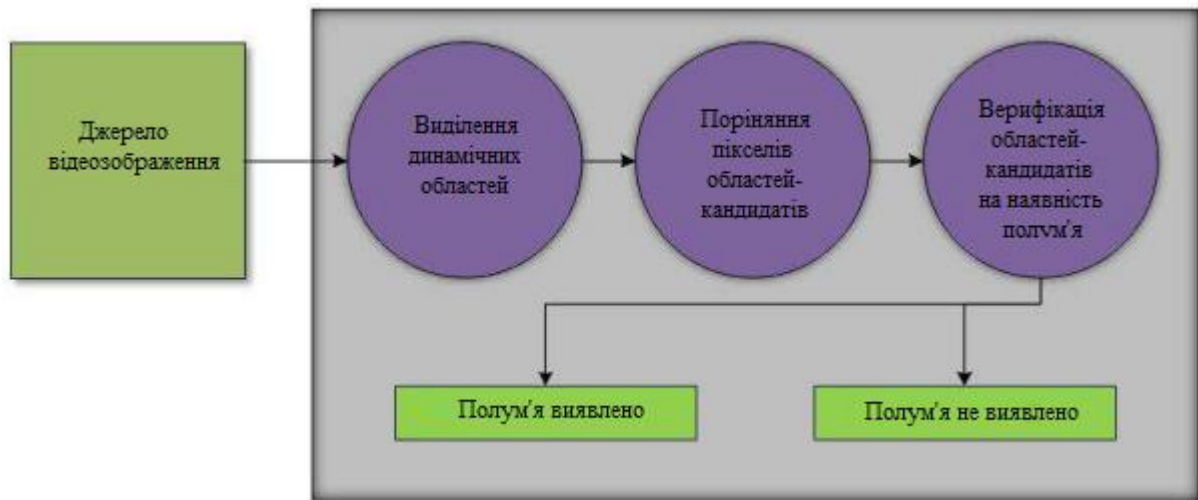 Джерело
відеозображення
Виділення
динамічних
областей
Поріняння
пікселів
областей-
кандидатів
Верифікація
областей-
кандидатів
на наявність
полум'я
Полум'я виявлено
Полум'я не виявлено